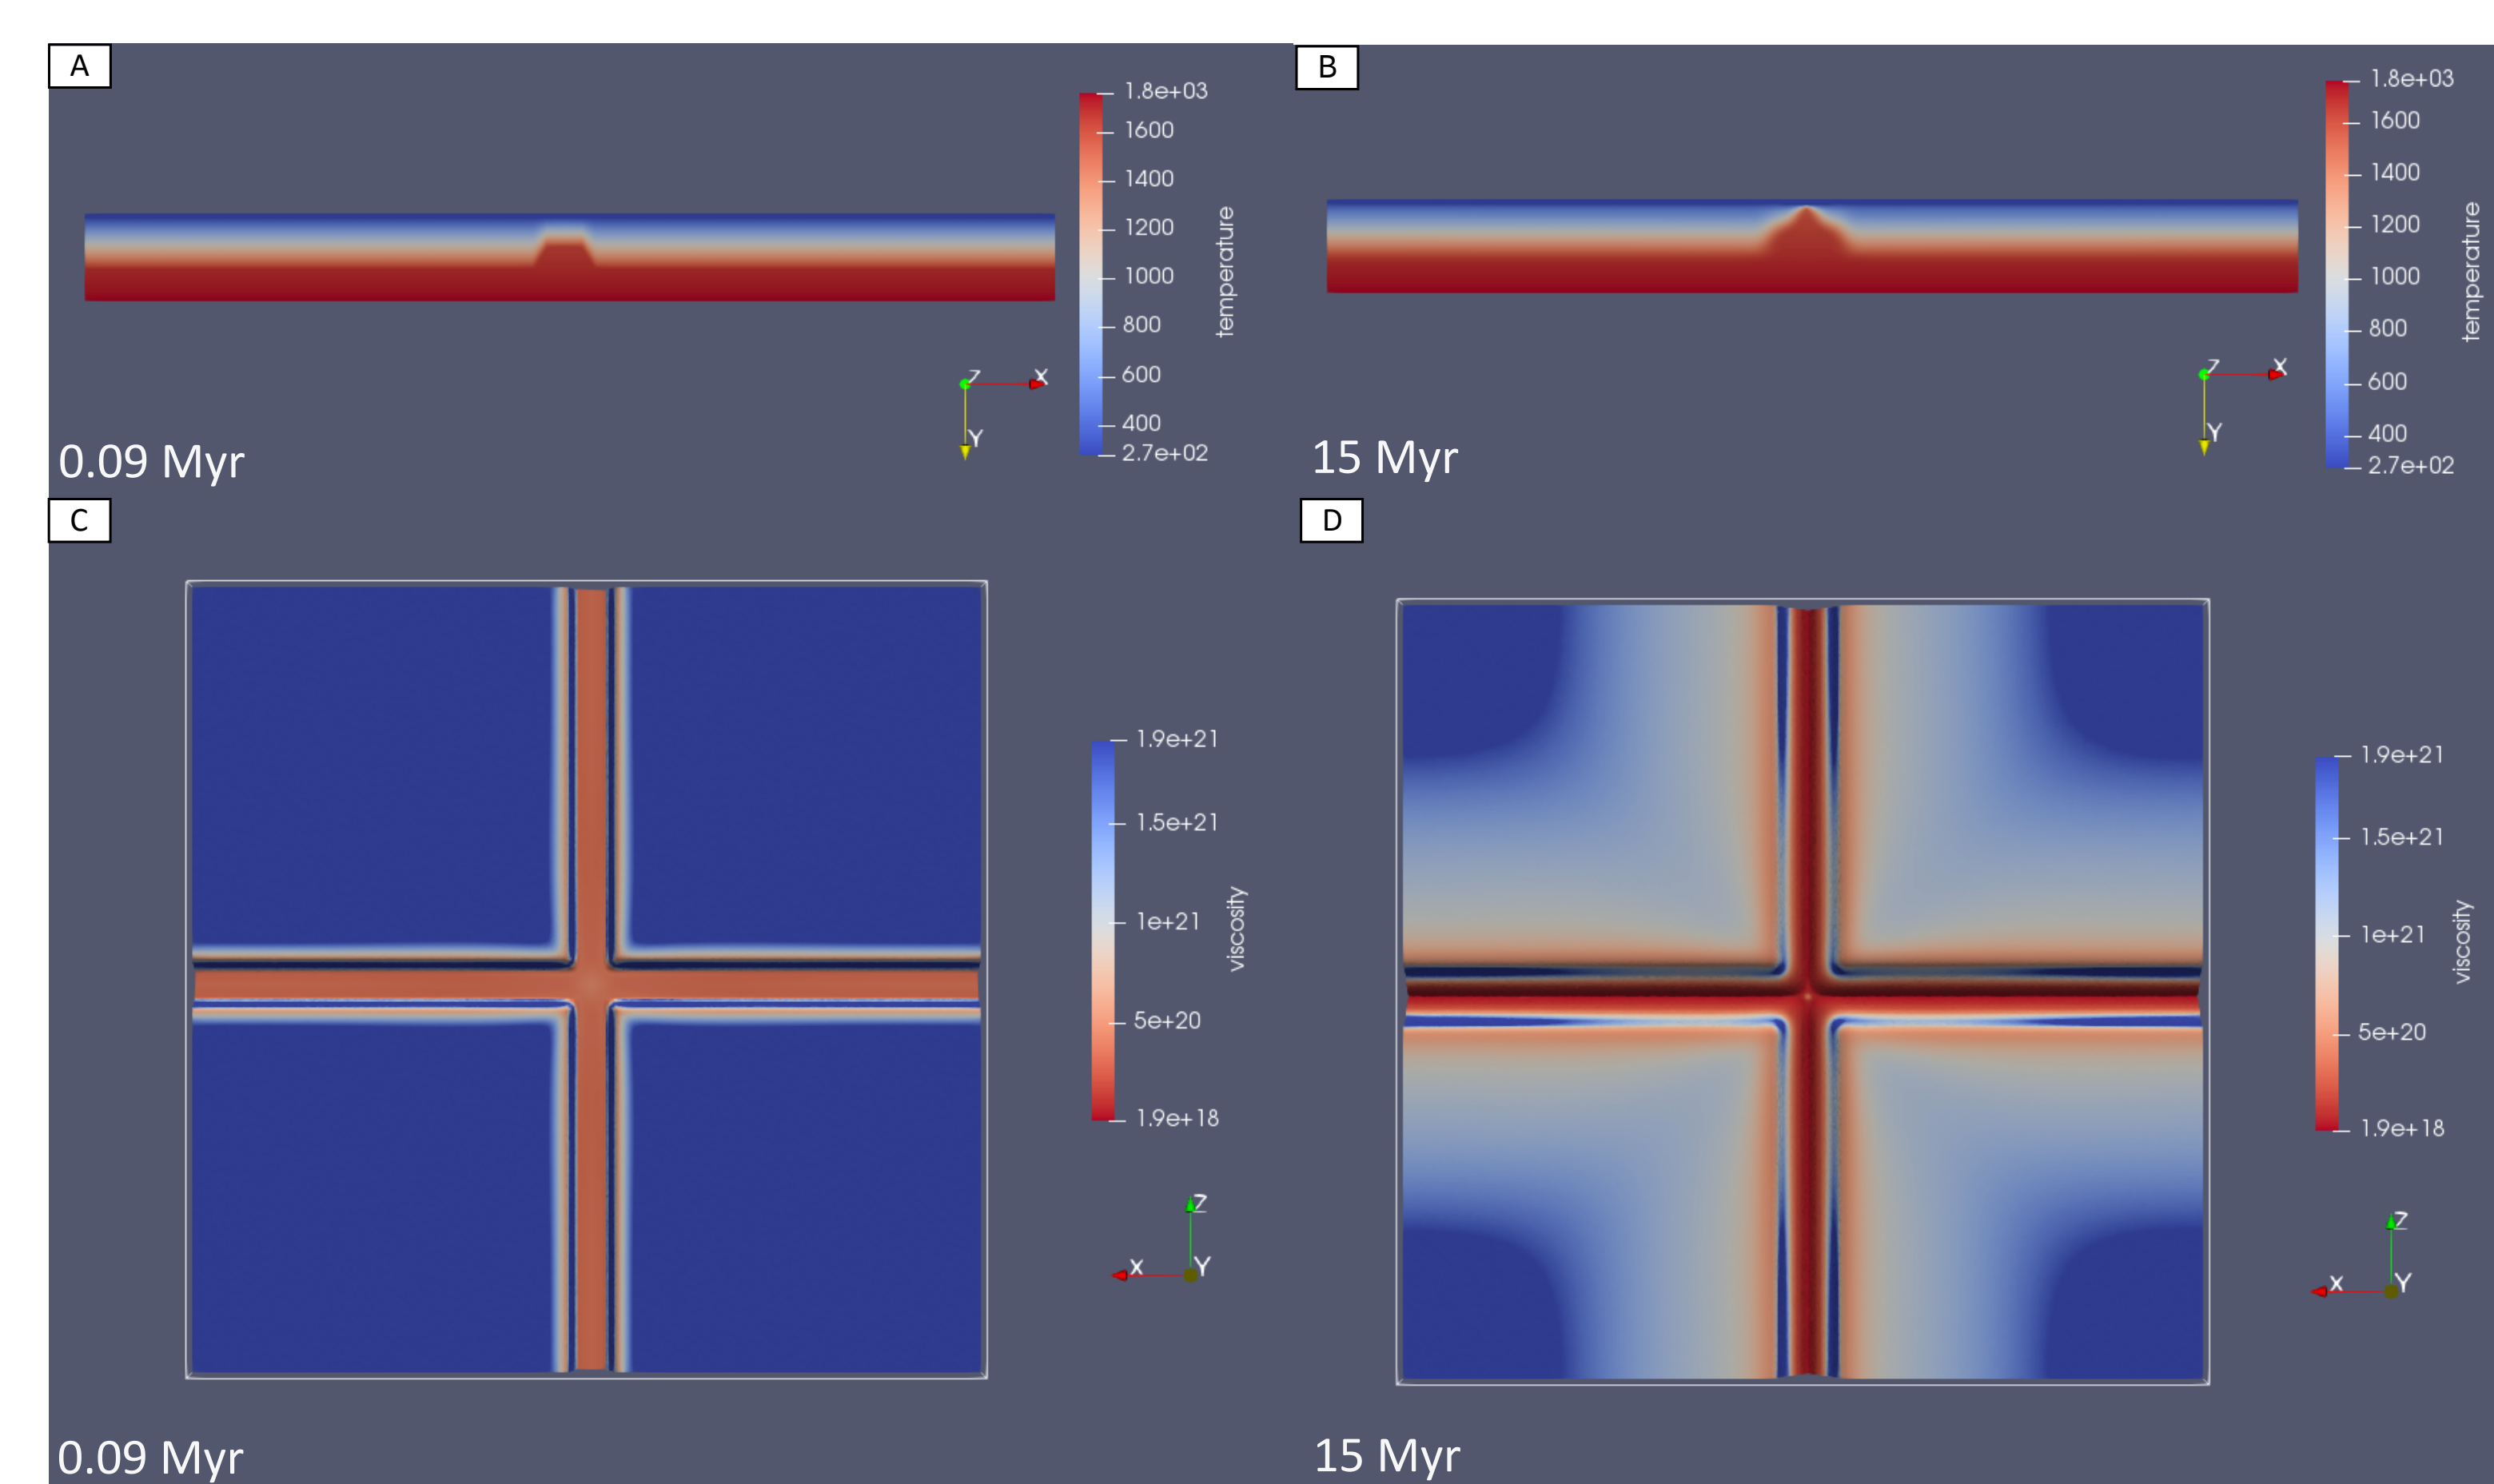 A
1.8e+03
1600
1400
1200
1000
800
600
400
2.7e+02
temperature
Z
X
Y
0.09 Myr
B
1.8e+03
1600
1400
1200
1000
800
600
400
2.7e+02
temperature
Z
X
Y
15 Myr
C
1.9e+21
1.5e+21
1e+21
5e+20
1.9e+18
viscosity
Z
X
Y
0.09 Myr
D
1.9e+21
1.5e+21
1e+21
5e+20
1.9e+18
viscosity
Z
X
Y
15 Myr